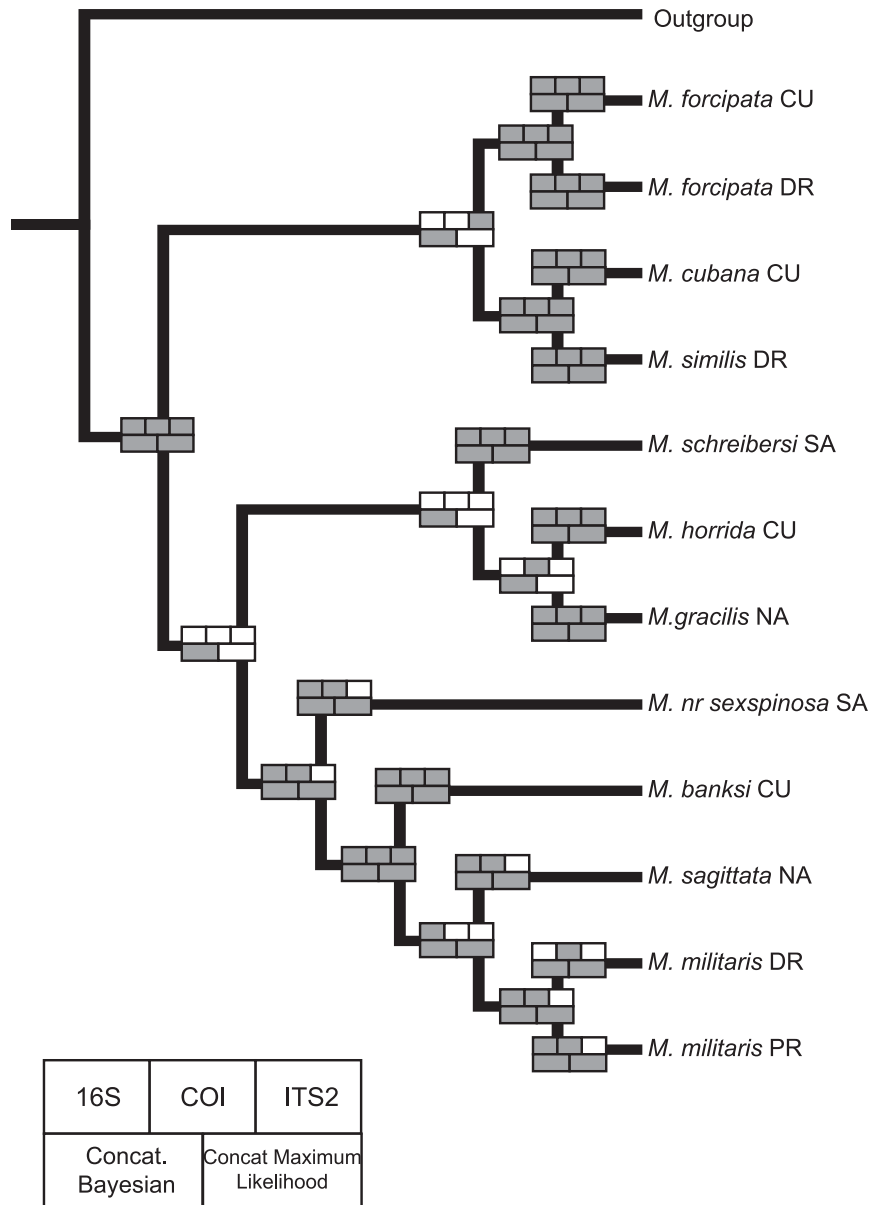 Outgroup
M. forcipata CU
M. forcipata DR
M. cubana CU
M. similis DR
M. schreibersi SA
M. horrida CU
M.gracilis NA
M. nr sexspinosa SA
M. banksi CU
M. sagittata NA
M. militaris DR
M. militaris PR
16S COI ITS2
Concat.
Bayesian
Concat Maximum
Likelihood